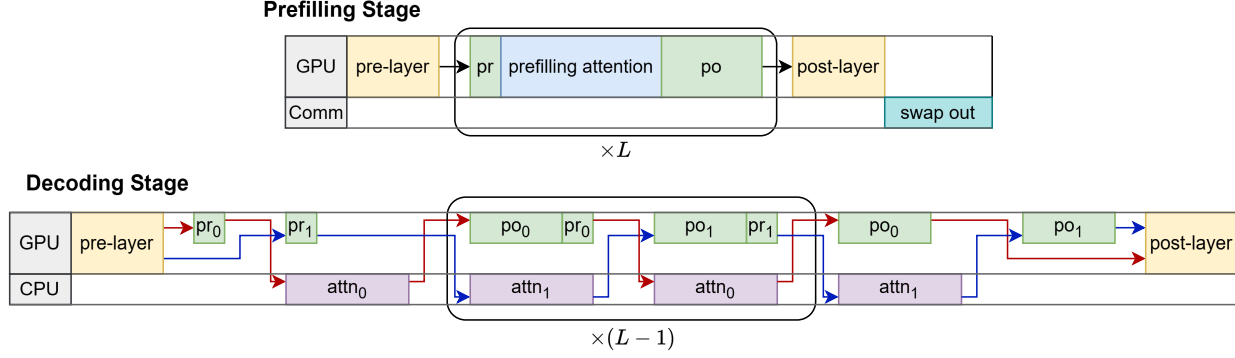 Prefilling Stage
GPU pre-layer pr prefilling attention po post-layer
Comm swap out
×L
Decoding Stage
GPU pre-layer pr₀ pr₁ po₀ pr₀ po₁ pr₁ po₀ po₁ post-layer
CPU attn₀ attn₁ attn₀ attn₁
×(L − 1)